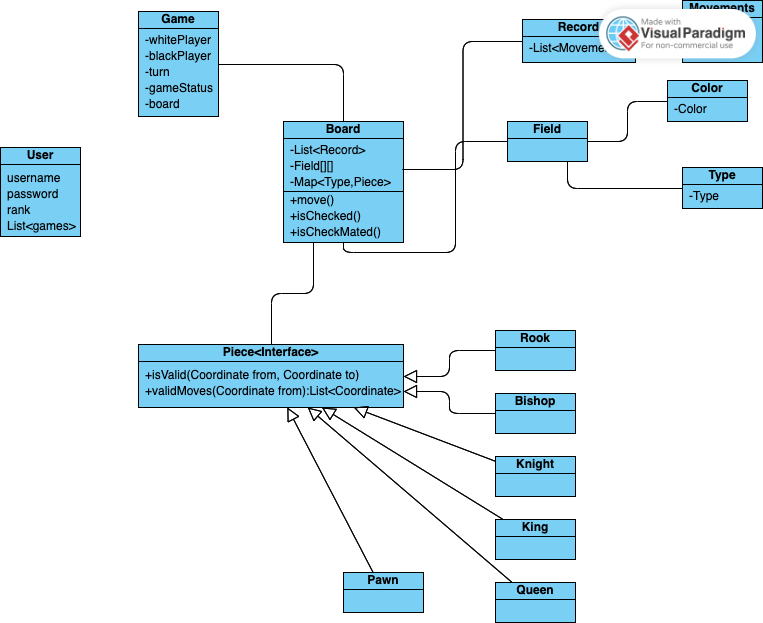 Game
-whitePlayer
-blackPlayer
-turn
-gameStatus
-board
Record
Movements
Made with
Visual Paradigm
For non-commercial use
Color
-Color
Board
-List<Record>
-Field[][]
-Map<Type,Piece>
+move()
+isChecked()
+isCheckMated()
Field
User
username
password
rank
List<games>
Type
-Type
Piece<Interface>
+isValid(Coordinate from, Coordinate to)
+validMoves(Coordinate from):List<Coordinate>
Rook
Bishop
Knight
King
Pawn
Queen